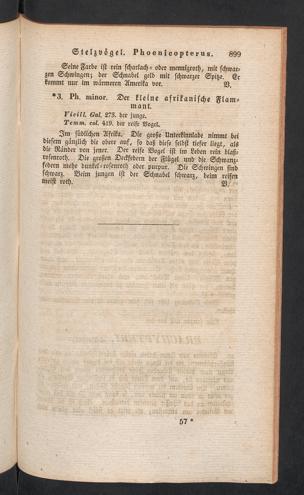 Stelzvögel. Phoenicopterus. 899
Seine Farbe ist rein scharlach- oder mennigroth, mit schwar-
zen Schwingen; der Schnabel geld mit schwarzer Spitze. Er
kommt nur im wärmeren Amerika vor. V.
*3. Ph. minor. Der kleine afrikanische Flam-
mant.
Vieill. Gal. 273. der junge.
Temm. col. 419. der reife Vogel.
Im südlichen Afrika. Die große Unterkinnlade nimmt bei
diesem gänzlich die obere auf, so daß diese selbst tiefer liegt, als
die Ränder von jener. Der reife Vogel ist im Leben rein blaß-
rosenroth. Die großen Deckfedern der Flügel und die Schwanz-
federn mehr dunkel-rosenroth oder purpur. Die Schwingen sind
schwarz. Beim jungen ist der Schnabel schwarz, beim reifen
meist roth. V.
57 *